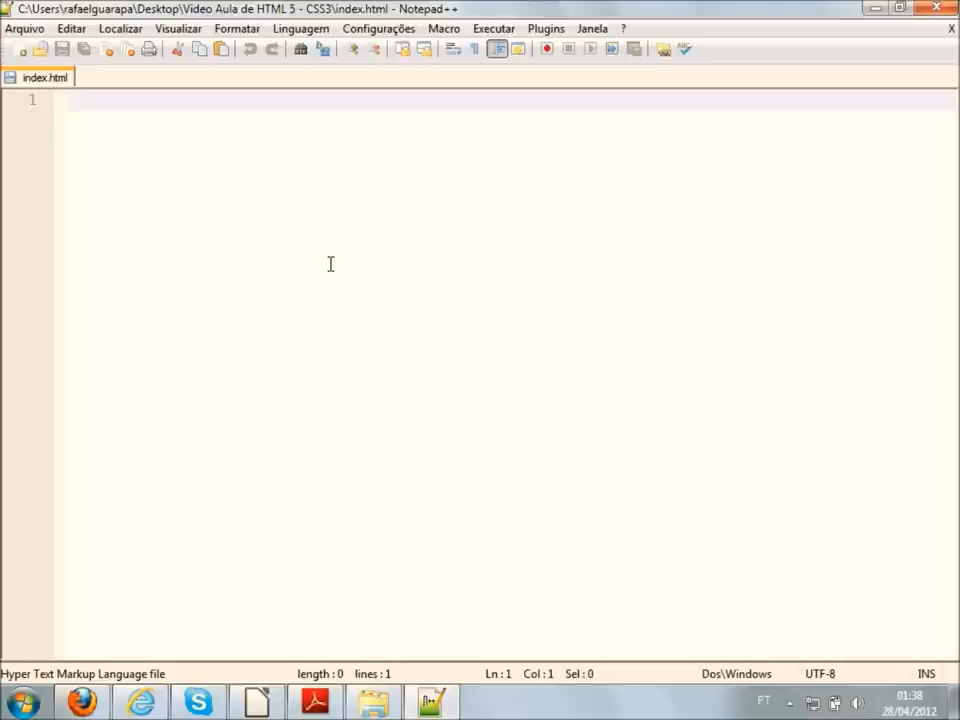 C:\Users\rafaelguarapa\Desktop\Video Aula de HTML 5 - CSS3\index.html - Notepad++
Arquivo Editar Localizar Visualizar Formatar Linguagem Configurações Macro Executar Plugins Janela ? X
index.html
1
Hyper Text Markup Language file length : 0 lines : 1 Ln : 1 Col : 1 Sel : 0 Dos\Windows UTF-8 INS
PT 01:38
28/04/2012